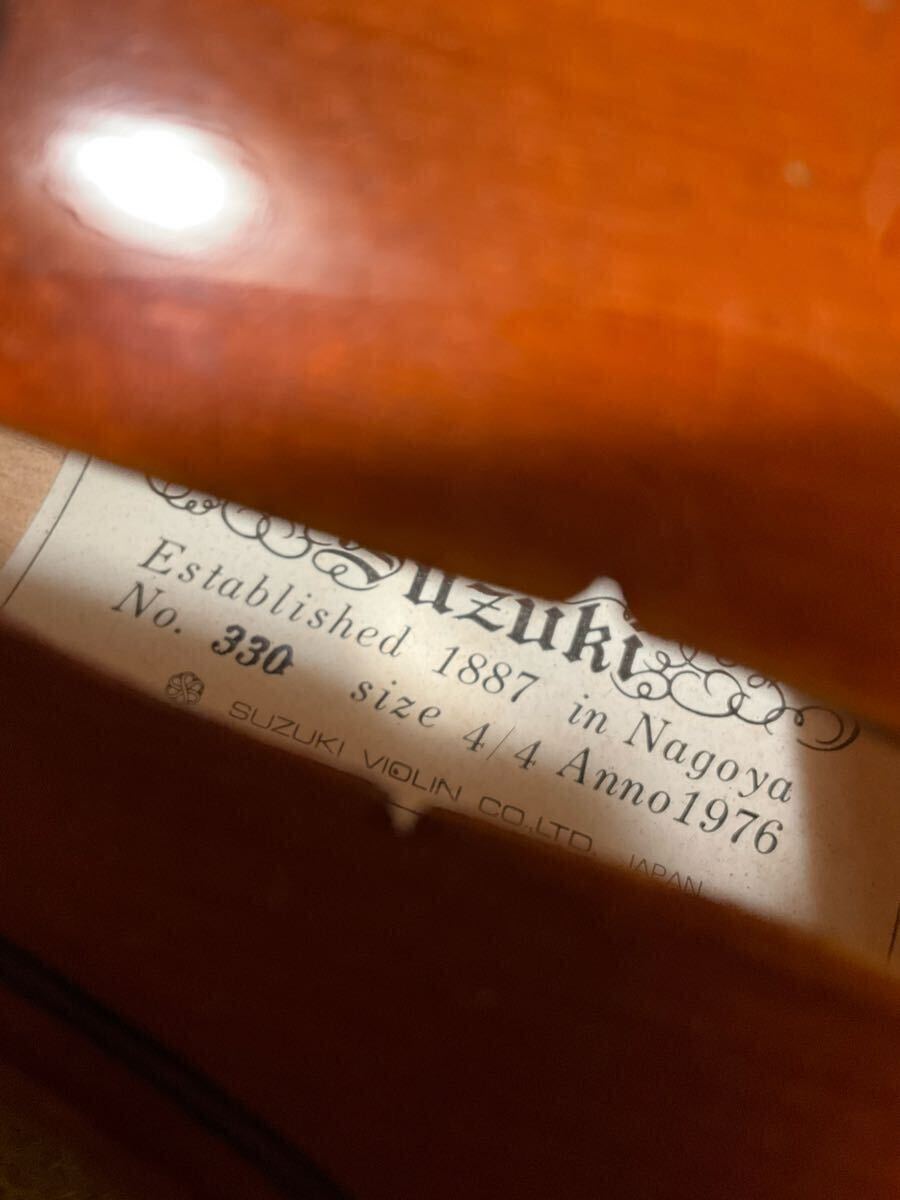 Suzuki
Established 1887 in Nagoya
No. 330 size 4/4 Anno1976
SUZUKI VIOLIN CO.,LTD. JAPAN